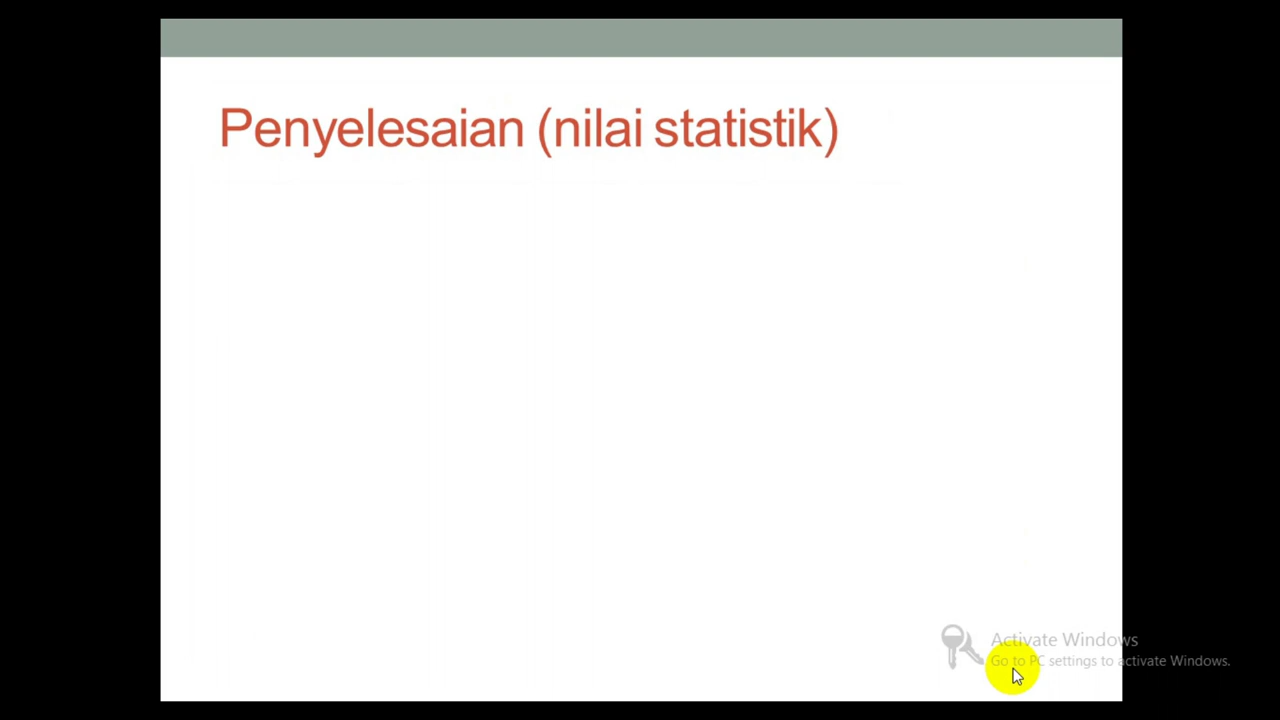 Penyelesaian (nilai statistik)
Activate Windows
Go to PC settings to activate Windows.